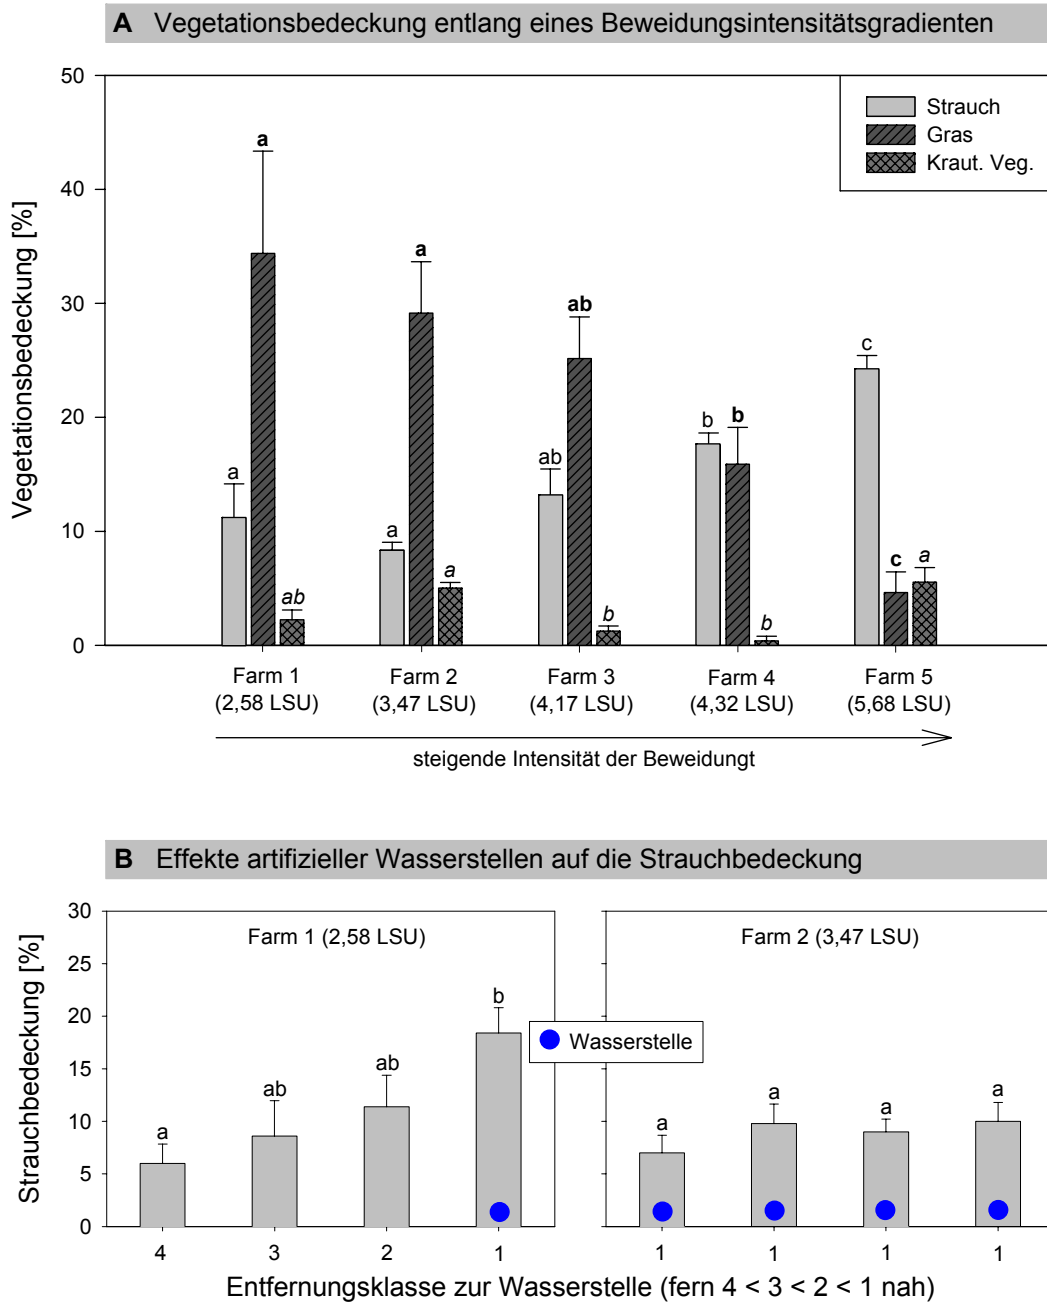 A Vegetationsbedeckung entlang eines Beweidungsintensitätsgradienten
Vegetationsbedeckung [%]
50
40
30
20
10
0
Strauch
Gras
Kraut. Veg.
a
a
ab
a
a
a
ab
ab
b
b
b
b
c
c
a
Farm 1
(2,58 LSU)
Farm 2
(3,47 LSU)
Farm 3
(4,17 LSU)
Farm 4
(4,32 LSU)
Farm 5
(5,68 LSU)
steigende Intensität der Beweidungt
B Effekte artifizieller Wasserstellen auf die Strauchbedeckung
Strauchbedeckung [%]
30
25
20
15
10
5
0
Farm 1 (2,58 LSU)
a
ab
ab
b
4 3 2 1
Wasserstelle
Farm 2 (3,47 LSU)
a
a
a
a
1 1 1 1
Entfernungsklasse zur Wasserstelle (fern 4 < 3 < 2 < 1 nah)